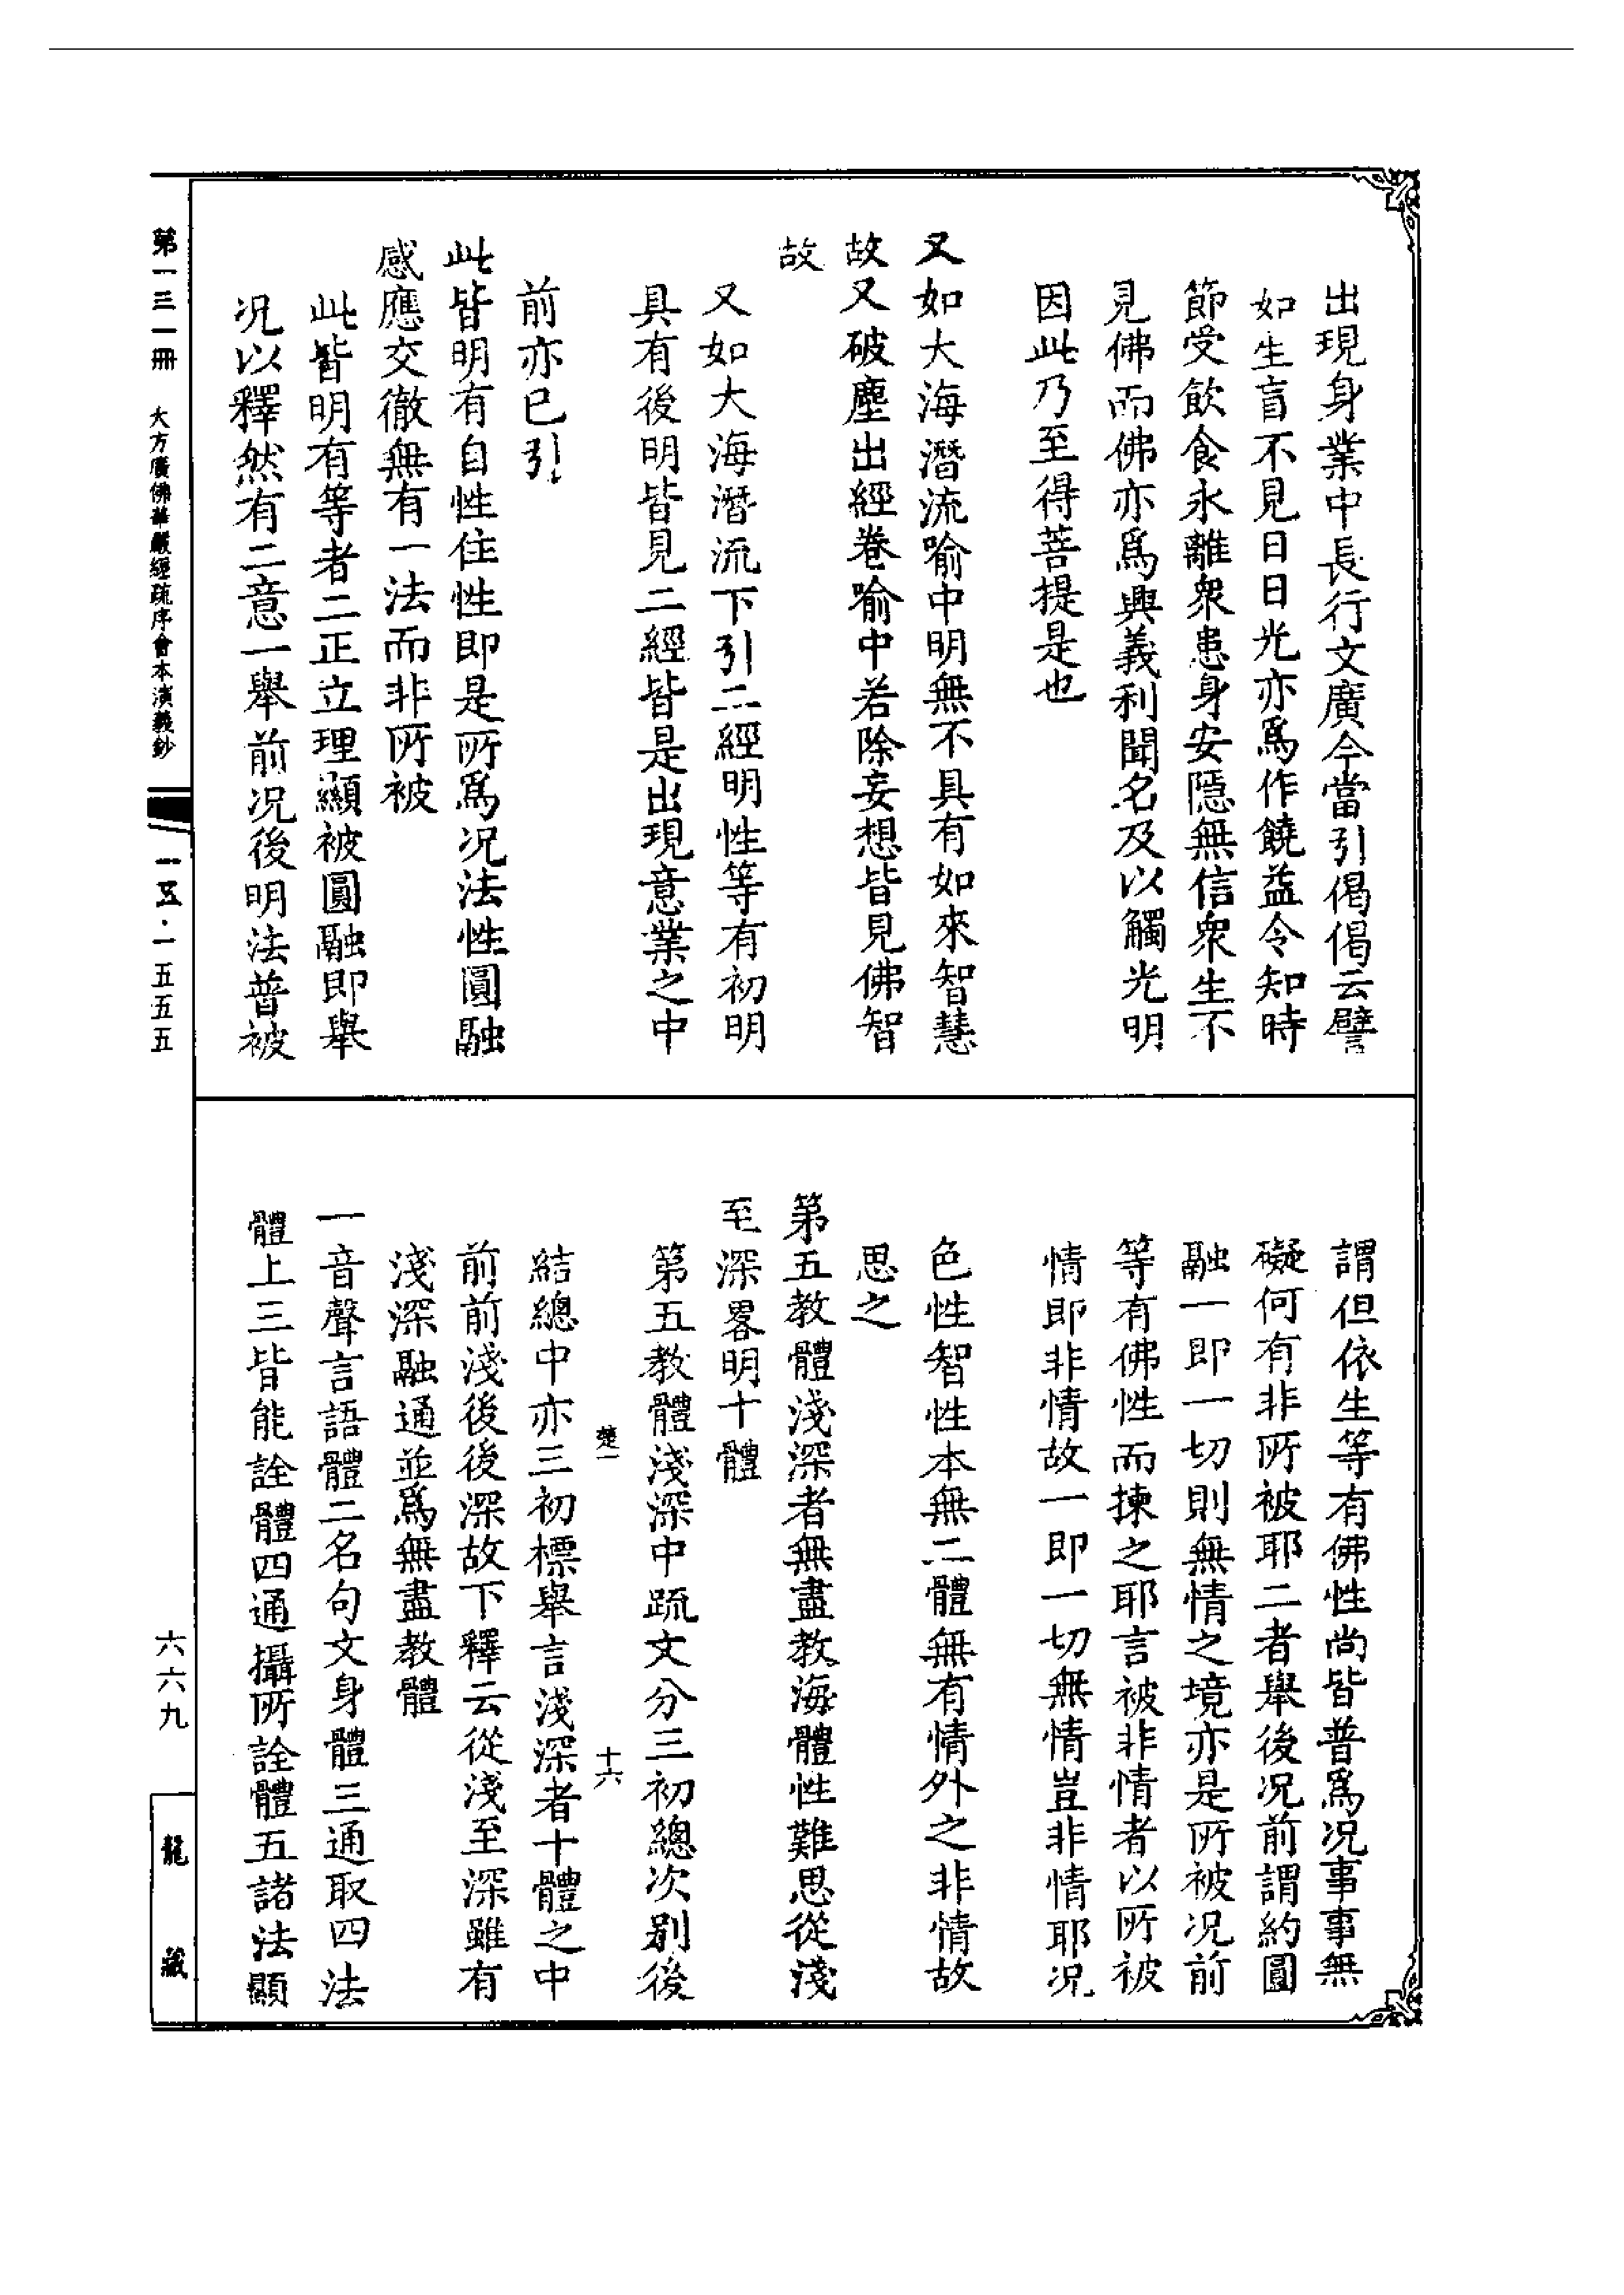 出現身業中長行文廣今當引偈偈云譬
如生盲不見日日光亦爲作饒益令知時
節受飲食永離衆患身安隱無信衆生不
見佛而佛亦爲興義利聞名及以觸光明
因此乃至得菩提是也
又如大海潛流喻中明無不具有如來智慧
故又破塵出經卷喻中若除妄想皆見佛智
故
又如大海潛流下引二經明性等有初明
具有後明皆見二經皆是出現意業之中
前亦已引
此皆明有自性住性即是所爲况法性圓融
感應交徹無有一法而非所被
此皆明有等者二正立理顯被圓融即舉
况以釋然有二意一舉前况後明法普被
謂但依生等有佛性尚皆普爲况事事無
礙何有非所被耶二者舉後况前謂約圓
融一即一切則無情之境亦是所被况前
等有佛性而揀之耶言被非情者以所被
情即非情故一即一切無情豈非情耶况
色性智性本無二體無有情外之非情故
思之
第五教體淺深者無盡教海體性難思從淺
至深畧明十體
第五教體淺深中䟽文分三初總次别後
楚一 十六
結總中亦三初標舉言淺深者十體之中
前前淺後後深故下釋云從淺至深雖有
淺深融通並爲無盡教體
一音聲言語體二名句文身體三通取四法
體上三皆能詮體四通攝所詮體五諸法顯
第一三一冊 大方廣佛華嚴經疏序會本演義鈔 一五·一五五五
六六九 龍藏